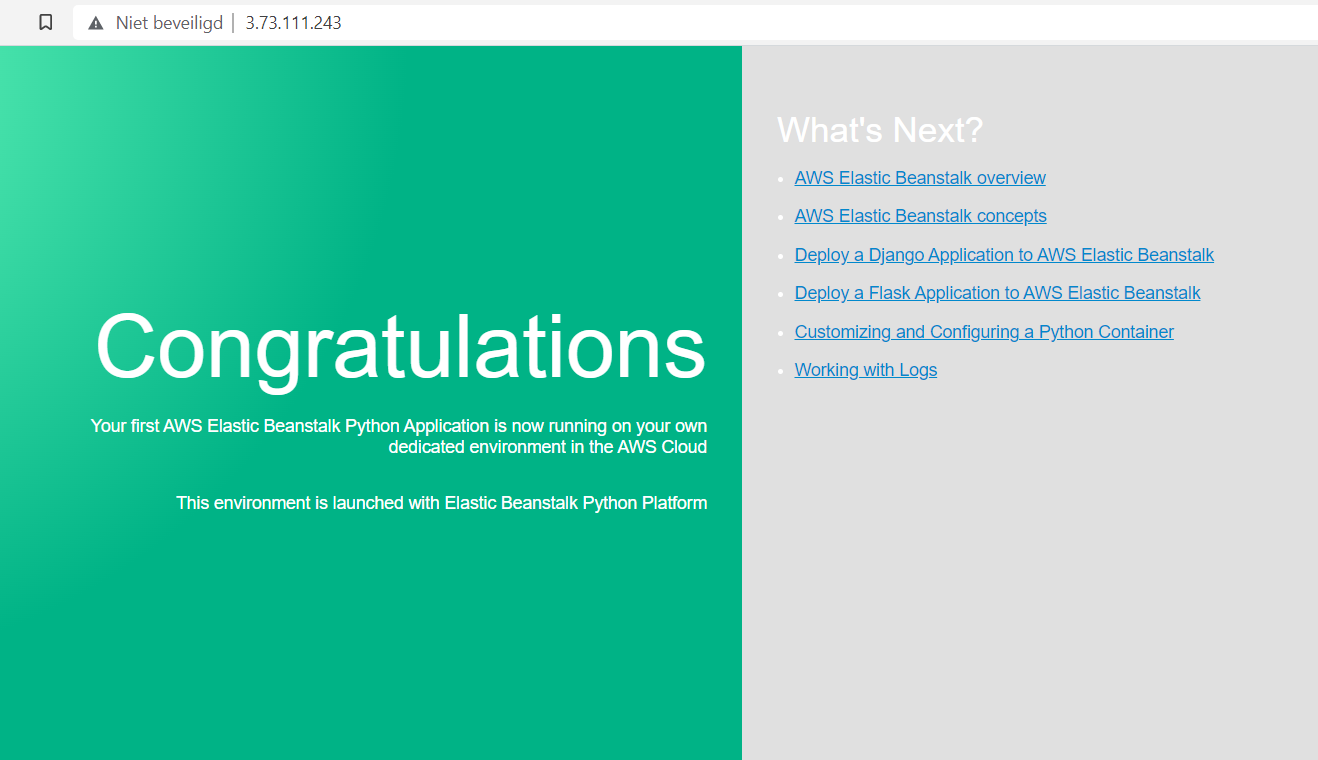 Niet beveiligd | 3.73.111.243
Congratulations
Your first AWS Elastic Beanstalk Python Application is now running on your own
dedicated environment in the AWS Cloud
This environment is launched with Elastic Beanstalk Python Platform
What's Next?
AWS Elastic Beanstalk overview
AWS Elastic Beanstalk concepts
Deploy a Django Application to AWS Elastic Beanstalk
Deploy a Flask Application to AWS Elastic Beanstalk
Customizing and Configuring a Python Container
Working with Logs